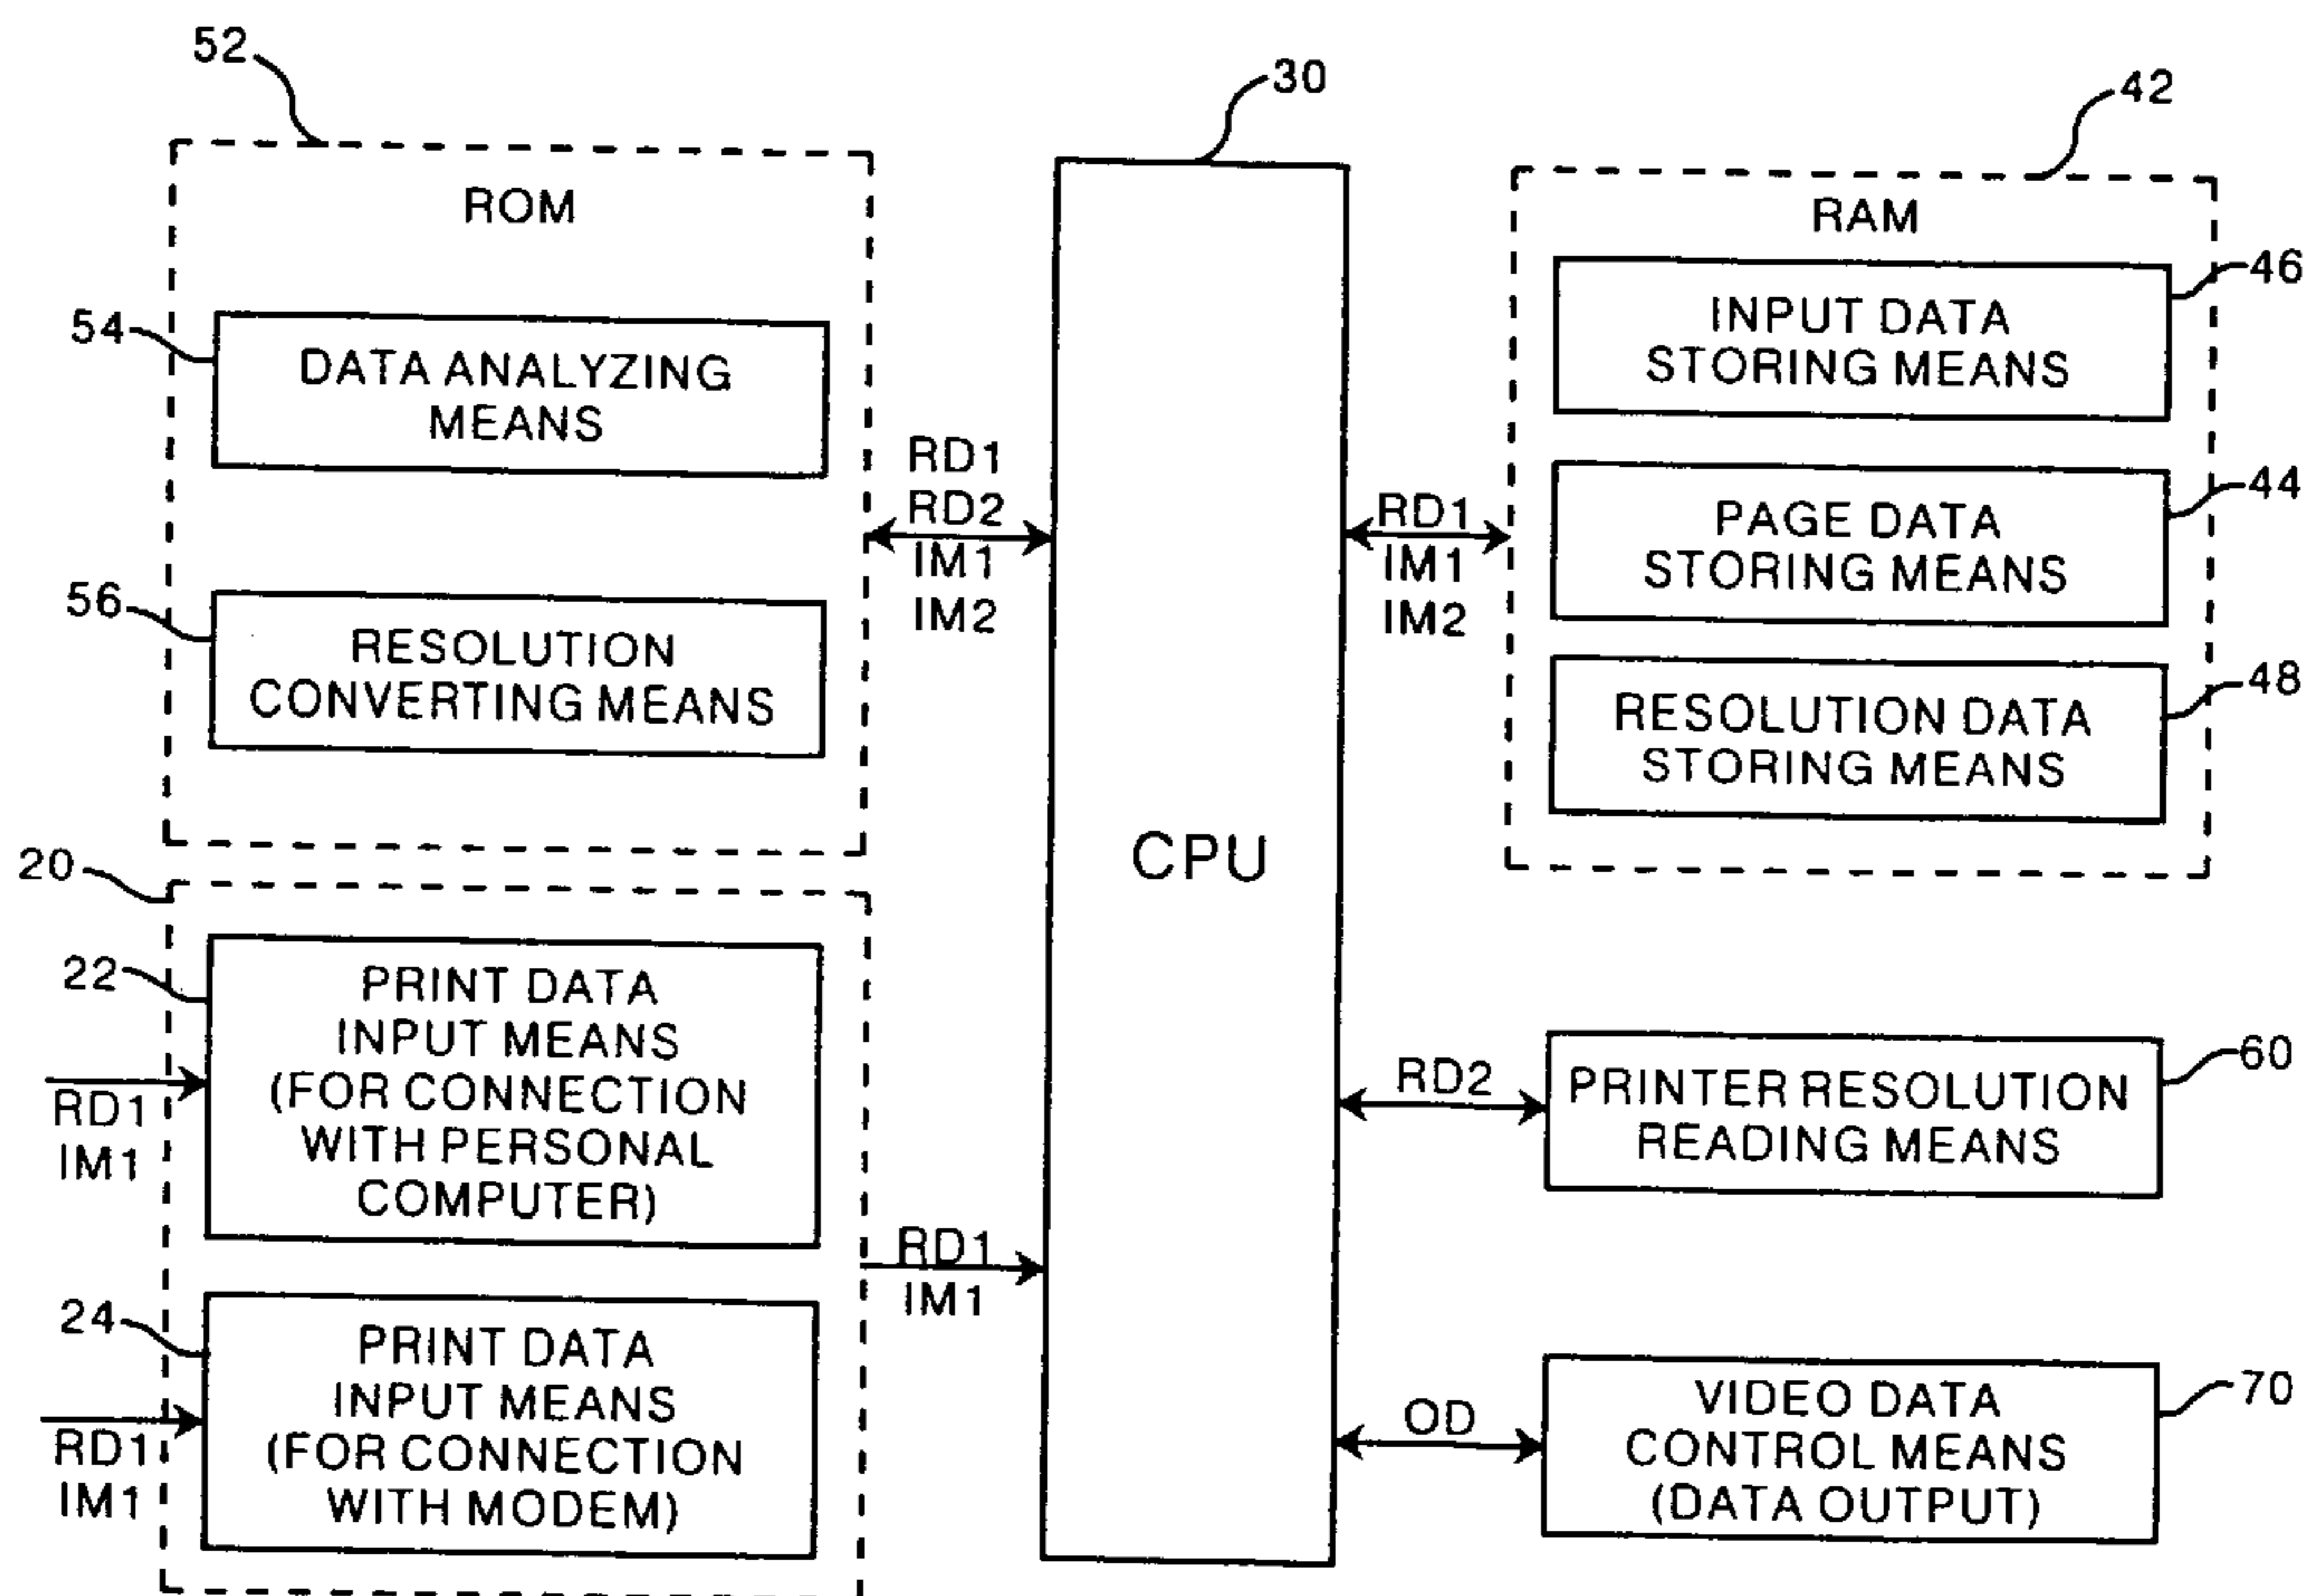 52
ROM
54
DATA ANALYZING
MEANS
56
RESOLUTION
CONVERTING MEANS
RD1
RD2
IM1
IM2
20
22
PRINT DATA
INPUT MEANS
(FOR CONNECTION
WITH PERSONAL
COMPUTER)
RD1
IM1
24
PRINT DATA
INPUT MEANS
(FOR CONNECTION
WITH MODEM)
RD1
IM1
RD1
IM1
30
CPU
42
RAM
46
INPUT DATA
STORING MEANS
44
PAGE DATA
STORING MEANS
48
RESOLUTION DATA
STORING MEANS
RD1
IM1
IM2
RD2
60
PRINTER RESOLUTION
READING MEANS
OD
70
VIDEO DATA
CONTROL MEANS
(DATA OUTPUT)